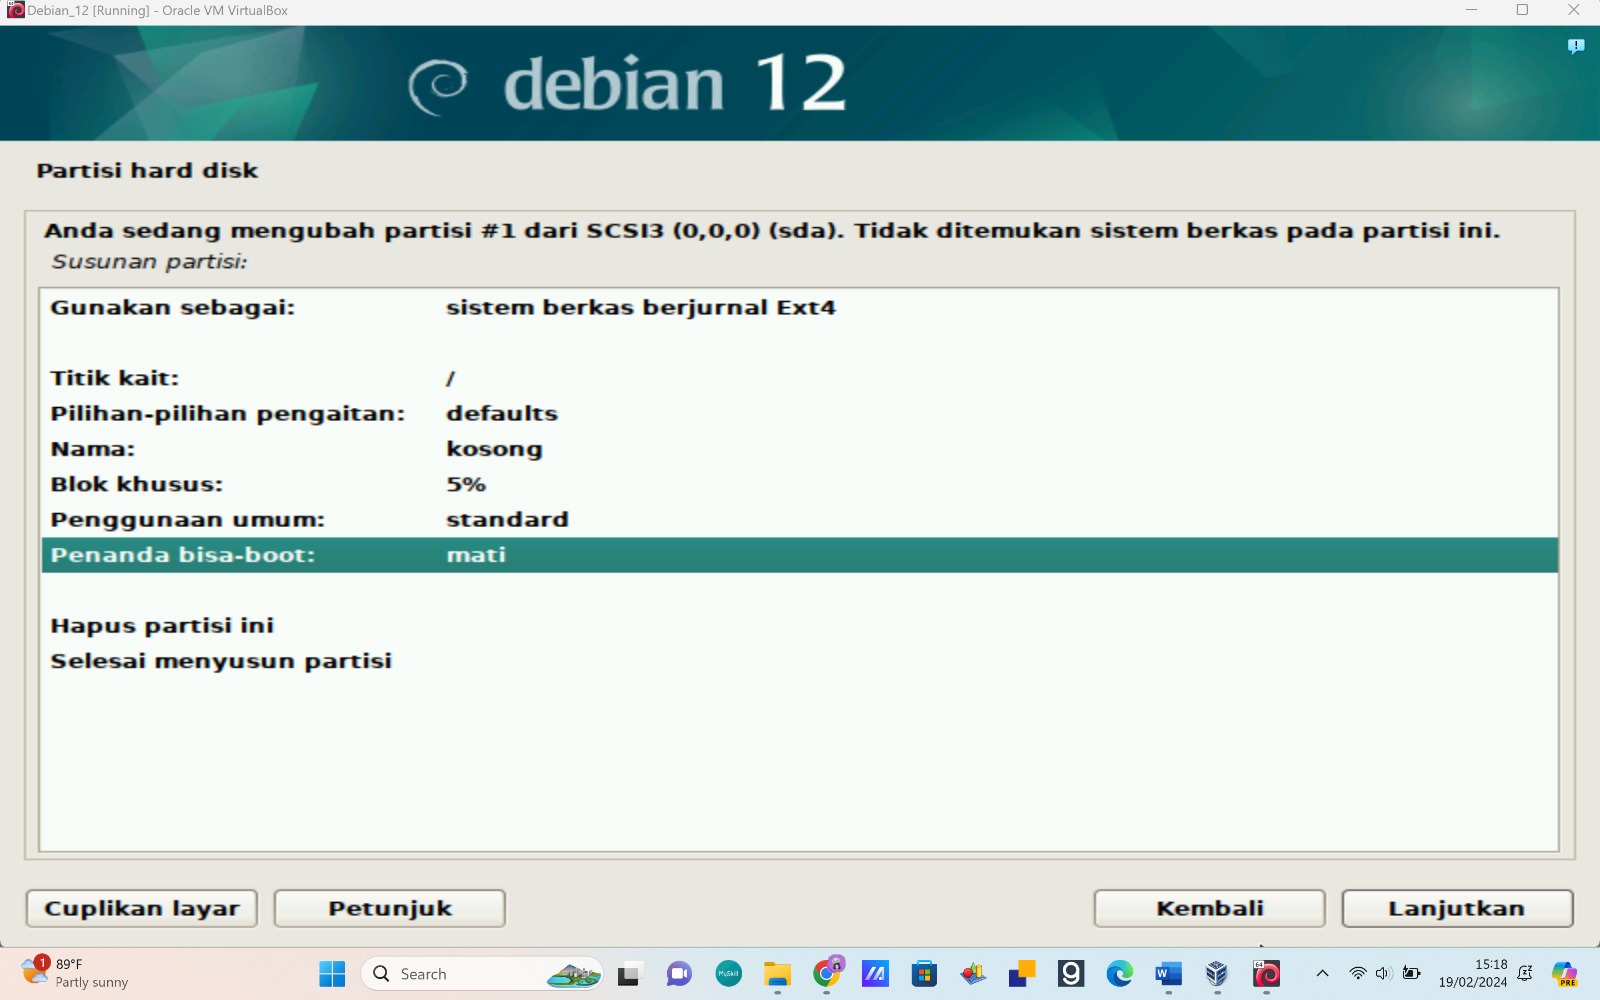 Debian_12 [Running] - Oracle VM VirtualBox
debian 12
Partisi hard disk
Anda sedang mengubah partisi #1 dari SCSI3 (0,0,0) (sda). Tidak ditemukan sistem berkas pada partisi ini.
Susunan partisi:
Gunakan sebagai: sistem berkas berjurnal Ext4
Titik kait: /
Pilihan-pilihan pengaitan: defaults
Nama: kosong
Blok khusus: 5%
Penggunaan umum: standard
Penanda bisa-boot: mati
Hapus partisi ini
Selesai menyusun partisi
Cuplikan layar Petunjuk Kembali Lanjutkan
1 89°F
Partly sunny
Search
MySkill
15:18
19/02/2024
PRE